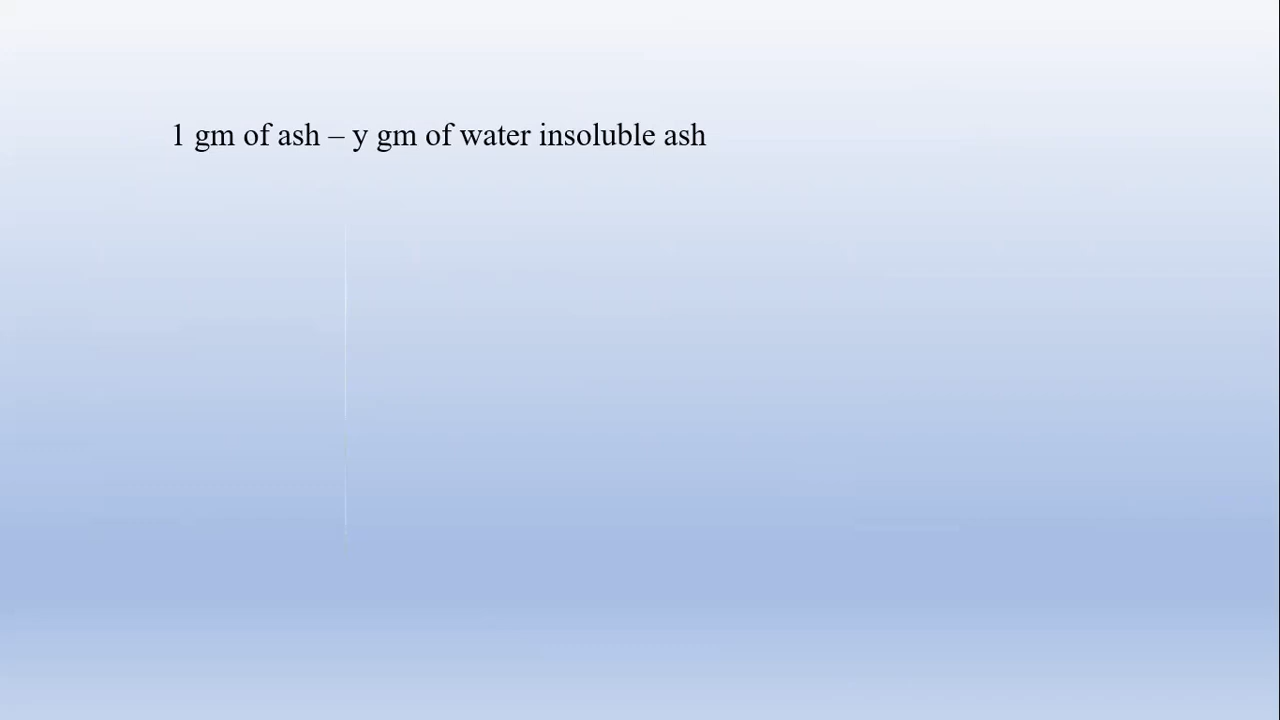 1 gm of ash – y gm of water insoluble ash